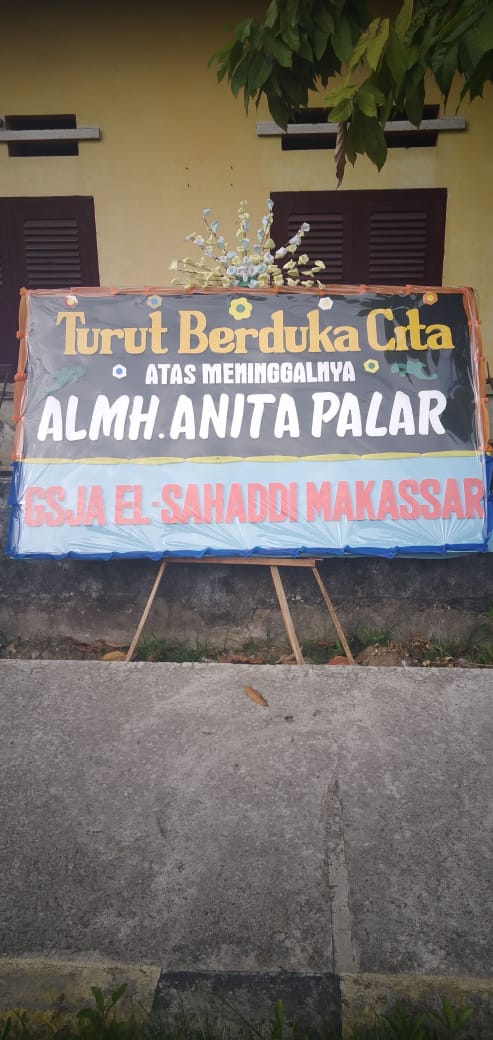 Turut Berduka Cita
ATAS MENINGGALNYA
ALMH. ANITA PALAR
GSJA EL-SAHADDI MAKASSAR